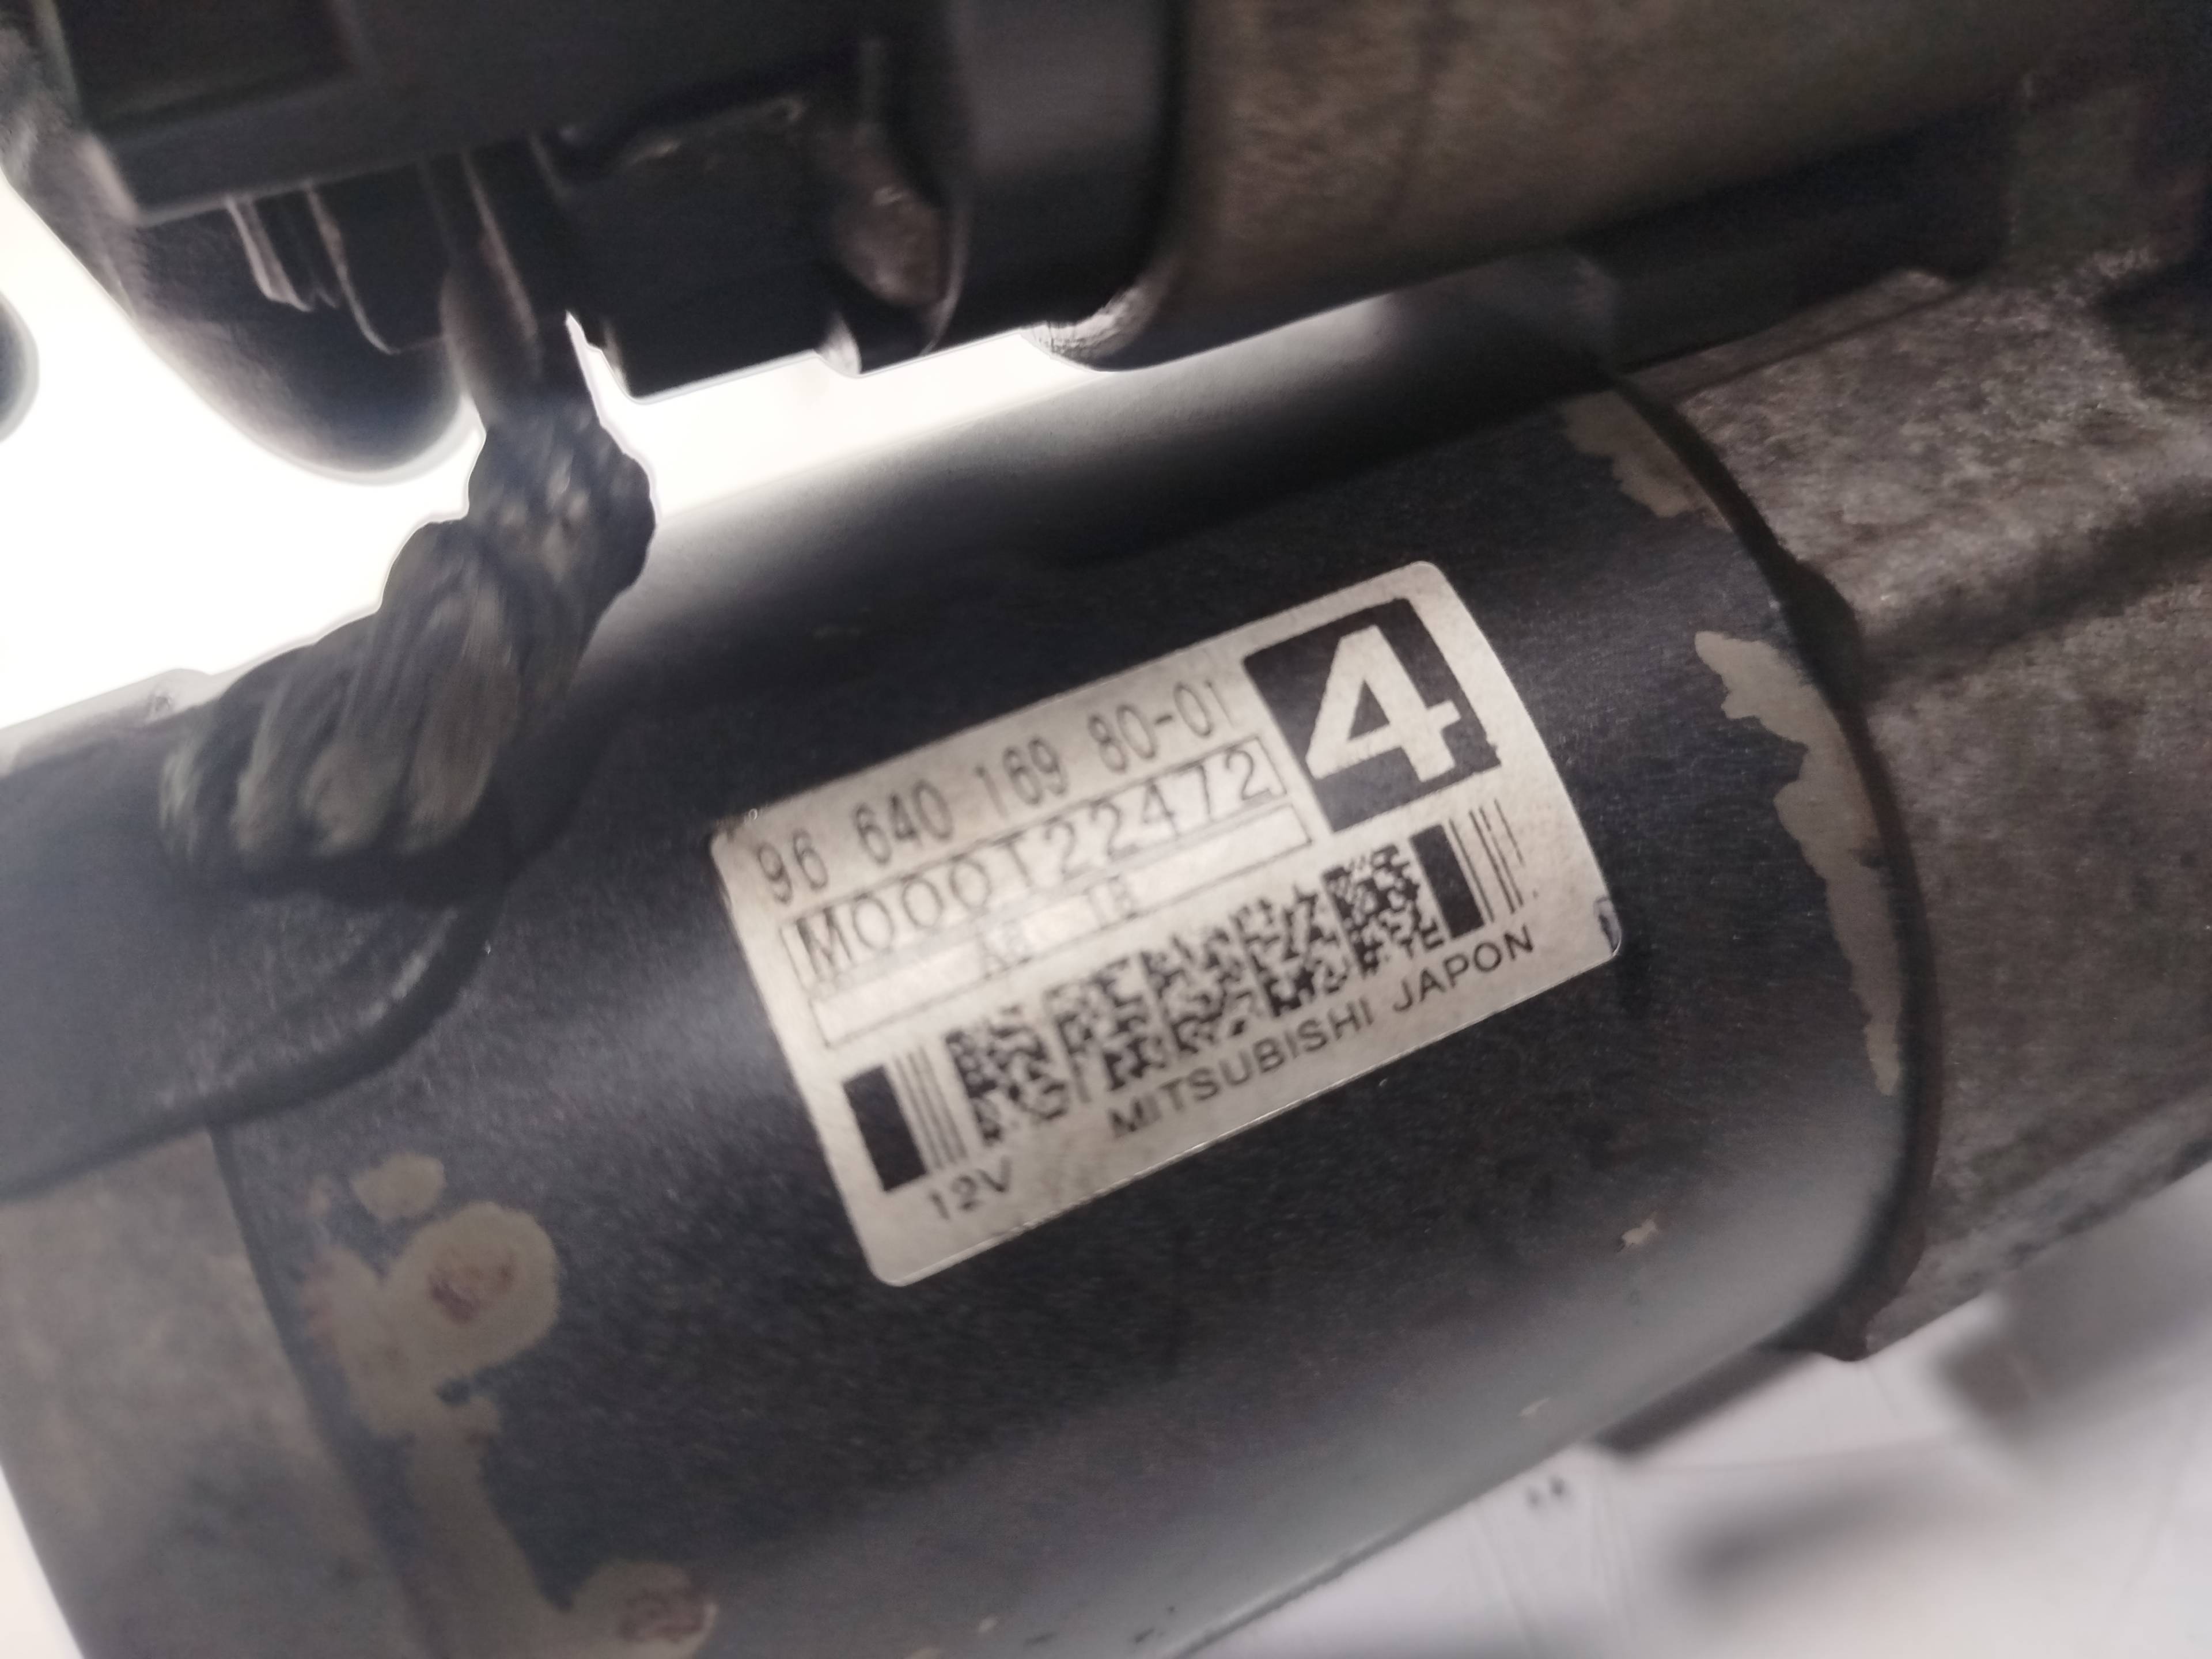 96 640 169 80-01
4
M000T22472
12V
MITSUBISHI JAPON